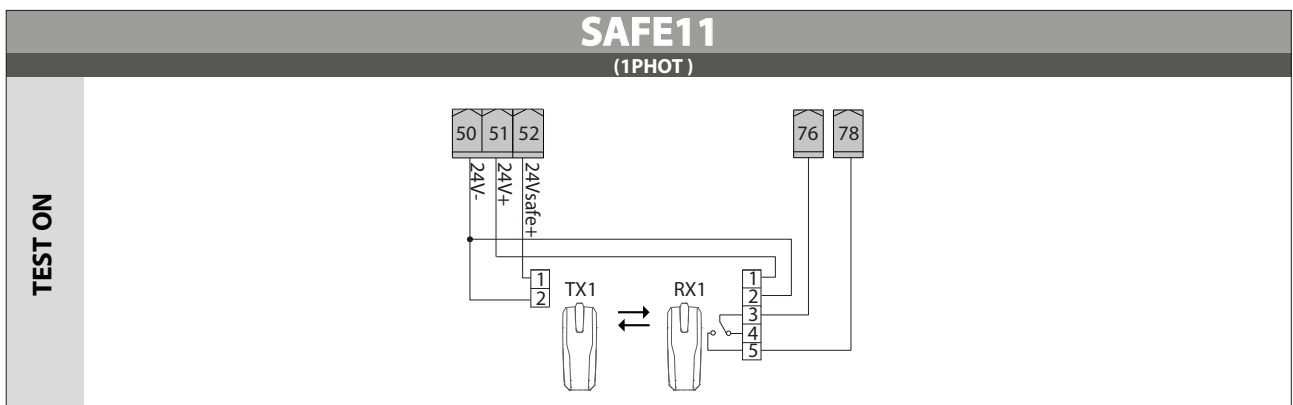 SAFE11
(1PHOT )
TEST ON
50 51 52
76 78
24V-
24V+
24Vsafe+
1
2
TX1
RX1
1
2
3
4
5